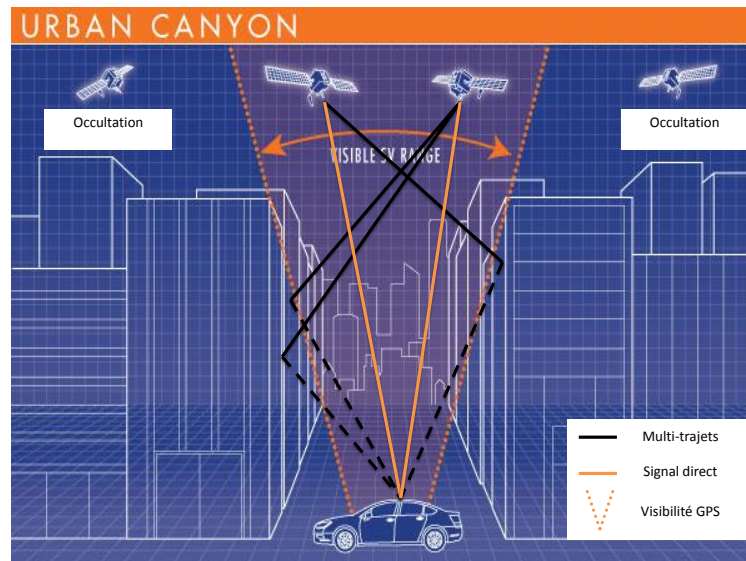 URBAN CANYON
Occultation
Occultation
VISIBLE SV RANGE
Multi-trajets
Signal direct
Visibilité GPS